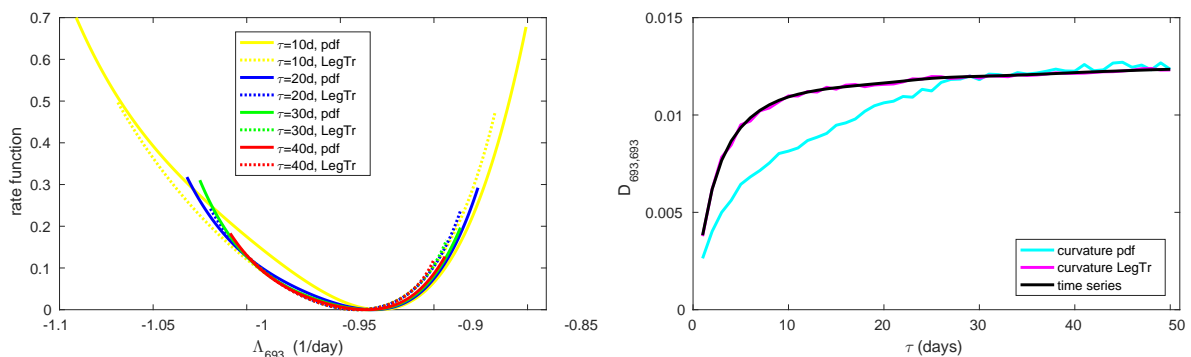 0.7
0.6
0.5
0.4
0.3
0.2
0.1
0
rate function
τ=10d, pdf
τ=10d, LegTr
τ=20d, pdf
τ=20d, LegTr
τ=30d, pdf
τ=30d, LegTr
τ=40d, pdf
τ=40d, LegTr
-1.1 -1.05 -1 -0.95 -0.9 -0.85
Λ693 (1/day)
0.015
0.01
0.005
0
D693,693
curvature pdf
curvature LegTr
time series
0 10 20 30 40 50
τ (days)